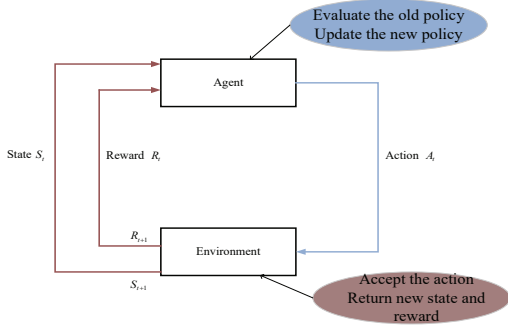 Evaluate the old policy
Update the new policy
Agent
State S_t
Reward R_t
Action A_t
R_{t+1}
Environment
S_{t+1}
Accept the action
Return new state and
reward